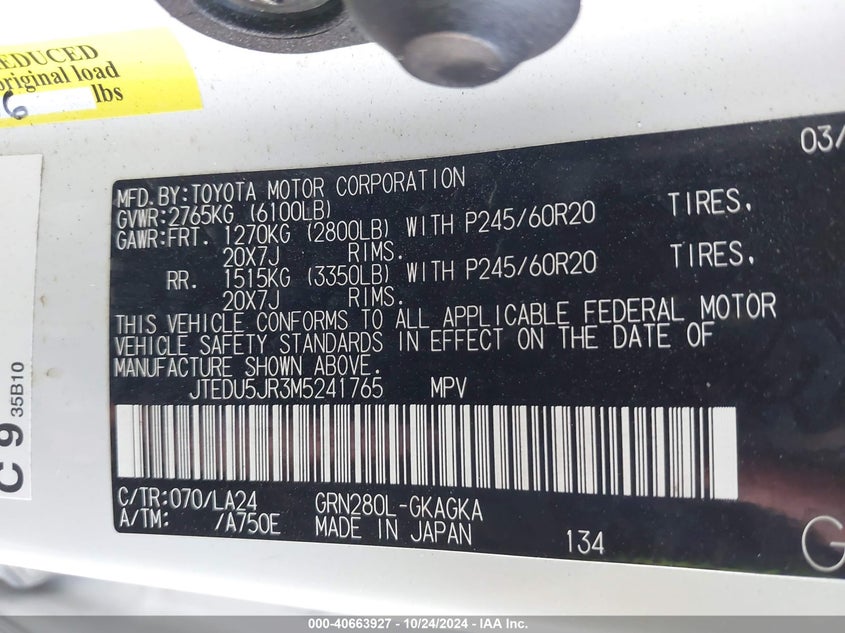 REDUCED
original load
6 lbs
C 9 35B10
03/
MFD.BY:TOYOTA MOTOR CORPORATION
GVWR:2765KG (6100LB)
GAWR:FRT. 1270KG (2800LB) WITH P245/60R20 TIRES,
20X7J RIMS.
RR. 1515KG (3350LB) WITH P245/60R20 TIRES,
20X7J RIMS.
THIS VEHICLE CONFORMS TO ALL APPLICABLE FEDERAL MOTOR
VEHICLE SAFETY STANDARDS IN EFFECT ON THE DATE OF
MANUFACTURE SHOWN ABOVE.
JTEDU5JR3M5241765 MPV
C/TR:070/LA24 GRN280L-GKAGKA
A/TM: /A750E MADE IN JAPAN 134
G
000-40663927 - 10/24/2024 - IAA Inc.